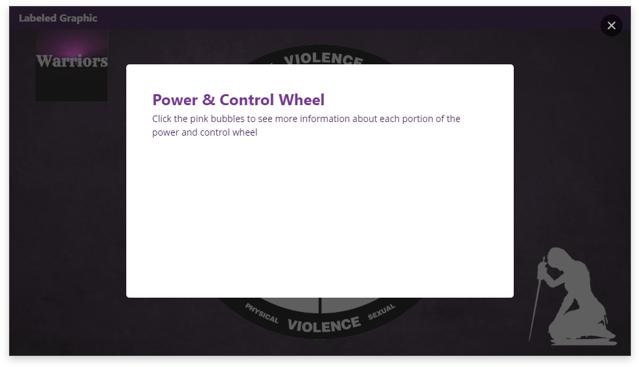 Labeled Graphic
Warriors
VIOLENCE
Power & Control Wheel
Click the pink bubbles to see more information about each portion of the
power and control wheel
PHYSICAL VIOLENCE SEXUAL